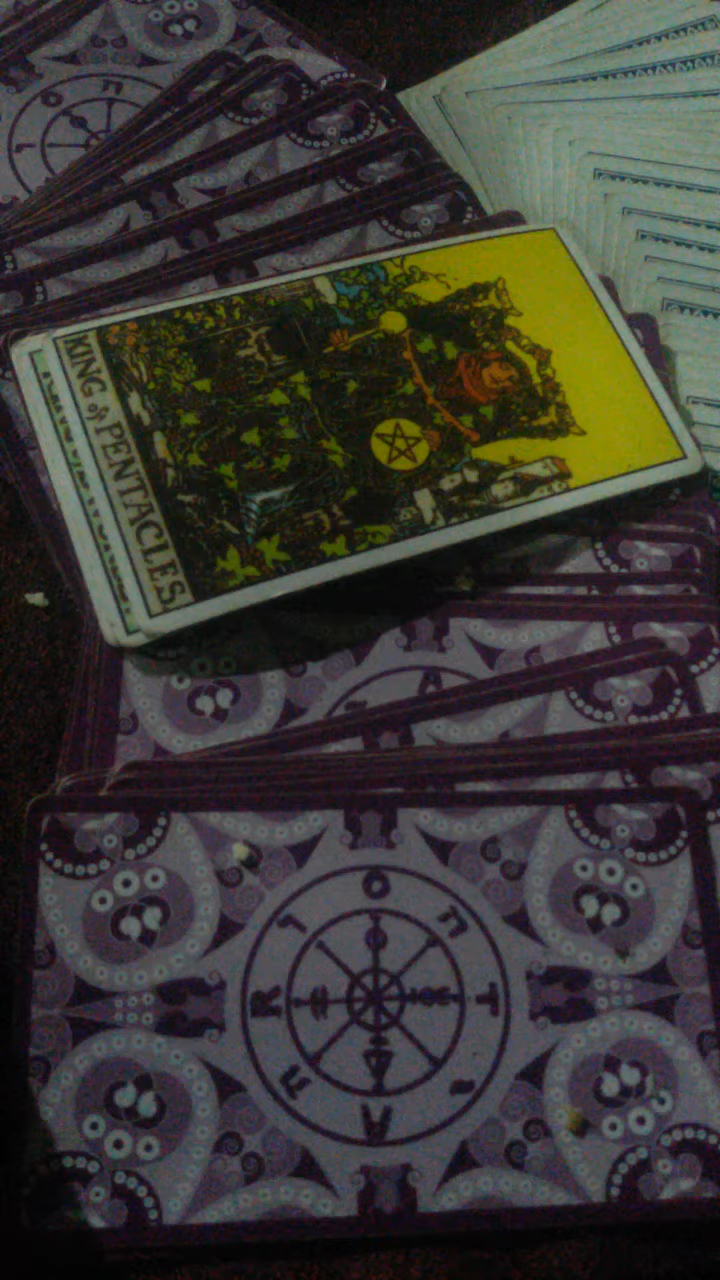 KING of PENTACLES.
T A R O
י ה ו ה